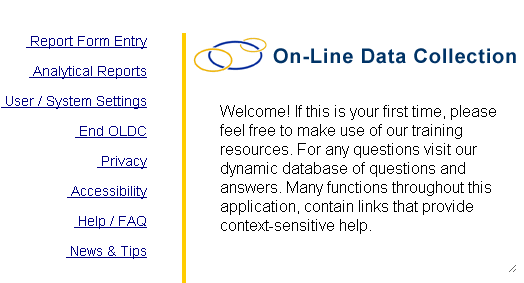 Report Form Entry
Analytical Reports
User / System Settings
End OLDC
Privacy
Accessibility
Help / FAQ
News & Tips
On-Line Data Collection
Welcome! If this is your first time, please
feel free to make use of our training
resources. For any questions visit our
dynamic database of questions and
answers. Many functions throughout this
application, contain links that provide
context-sensitive help.